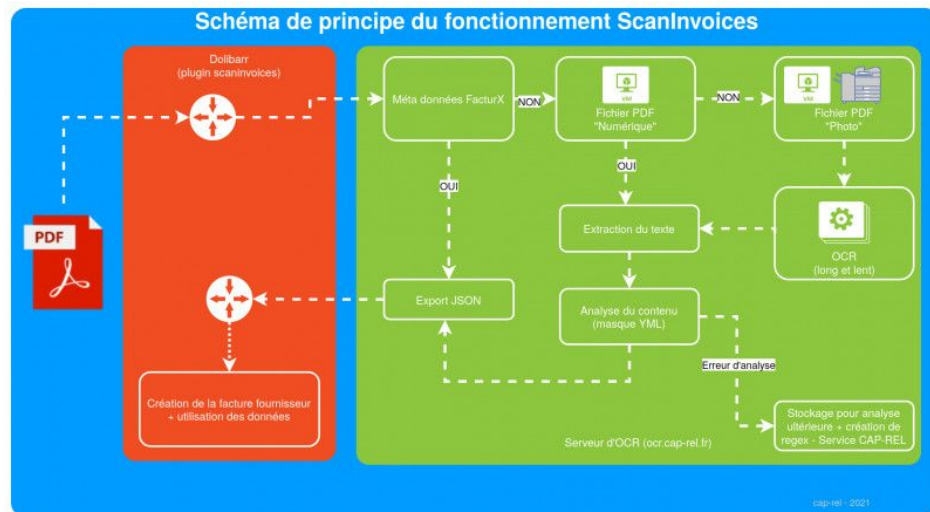 Schéma de principe du fonctionnement ScanInvoices
Dolibarr
(plugin scaninvoices)
Méta données FacturX
NON
VM
Fichier PDF
"Numérique"
NON
VM
Fichier PDF
"Photo"
PDF
OUI
OUI
Extraction du texte
OCR
(long et lent)
Export JSON
Analyse du contenu
(masque YML)
Erreur d'analyse
Création de la facture fournisseur
+ utilisation des données
Stockage pour analyse
ultérieure + création de
regex - Service CAP-REL
Serveur d'OCR (ocr.cap-rel.fr)
cap-rel - 2021